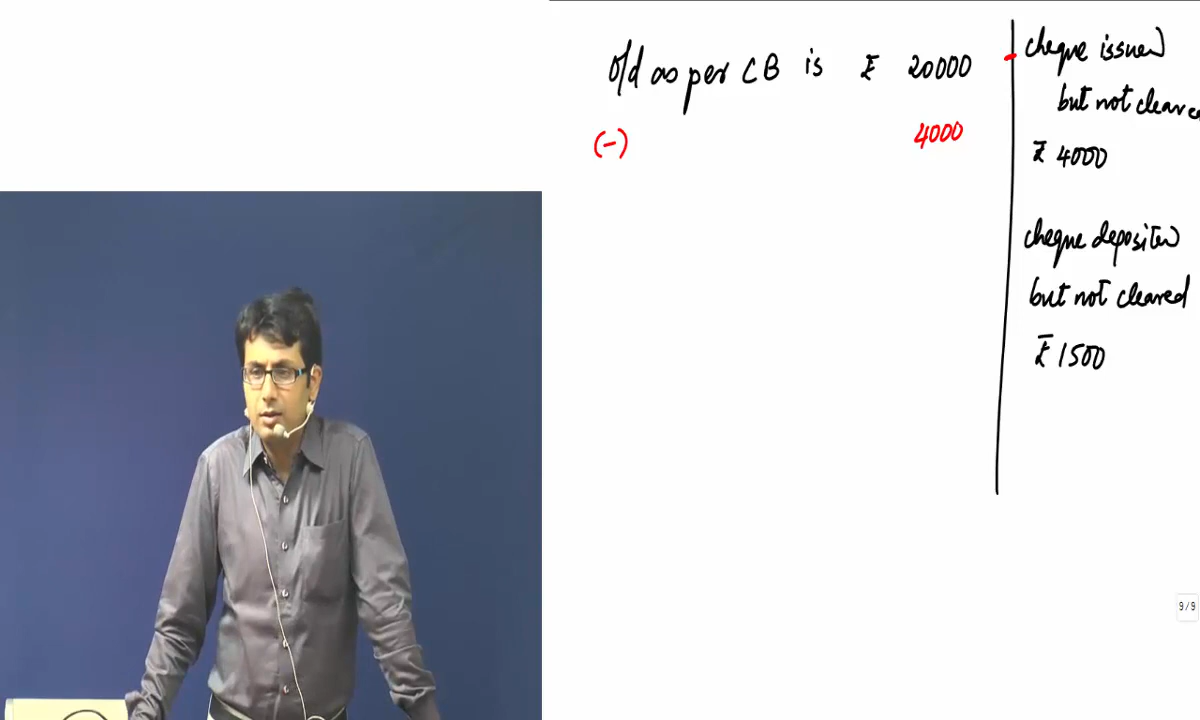 o/d as per CB is ₹ 20000
(-) 4000
cheque issued
but not cleared
₹ 4000
cheque deposited
but not cleared
₹ 1500
9/9